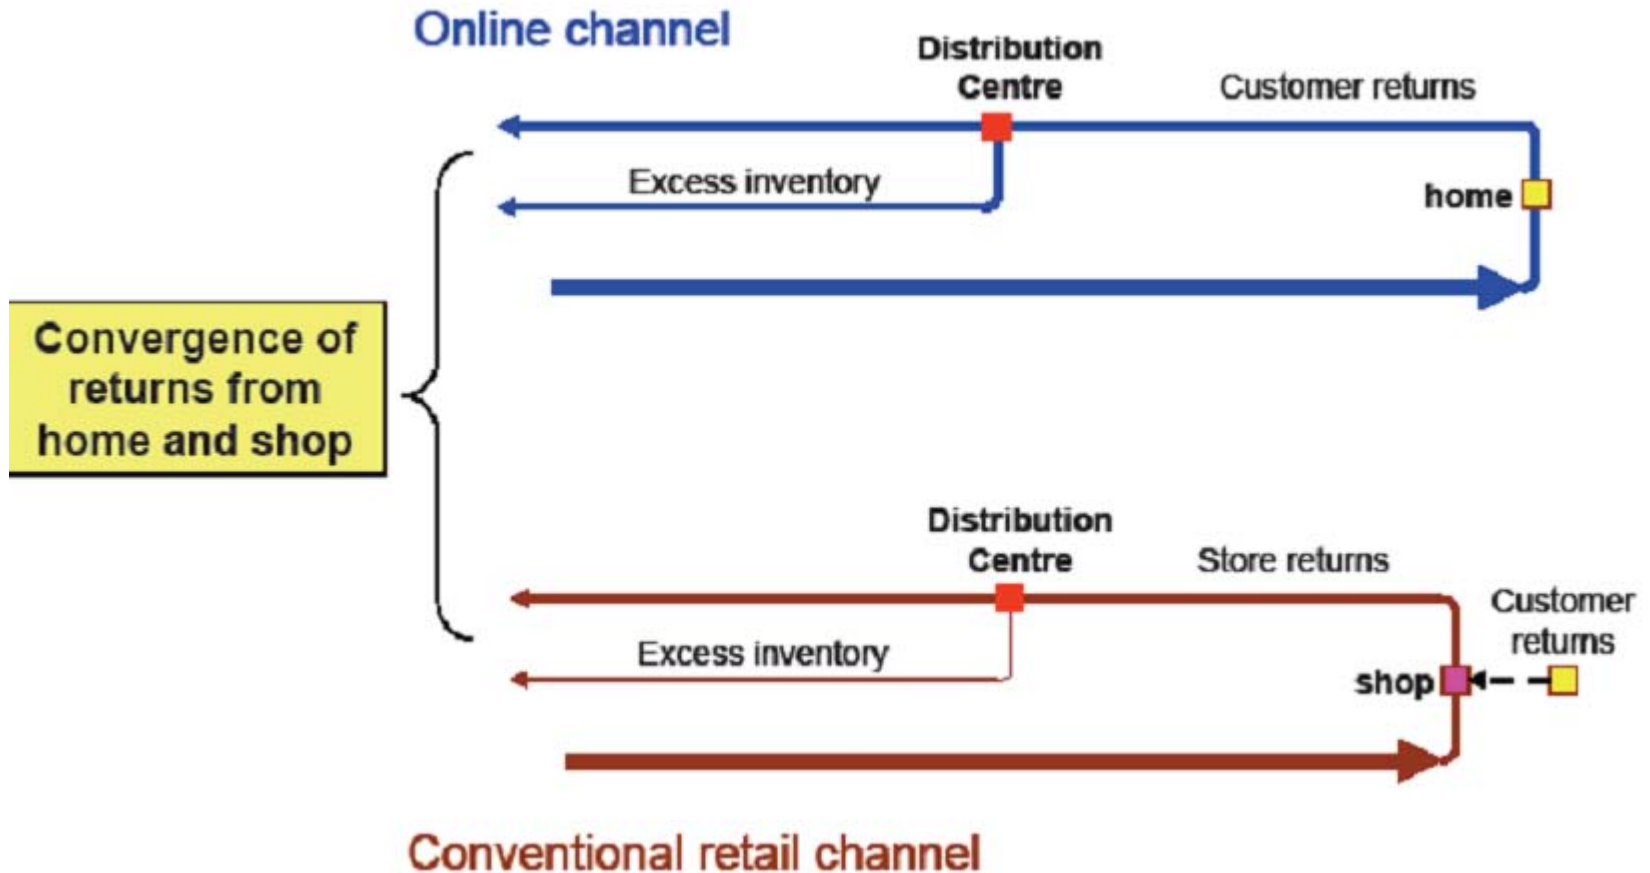 Online channel
Distribution
Centre
Customer returns
Excess inventory
home
Convergence of
returns from
home and shop
Distribution
Centre
Store returns
Customer
returns
Excess inventory
shop
Conventional retail channel